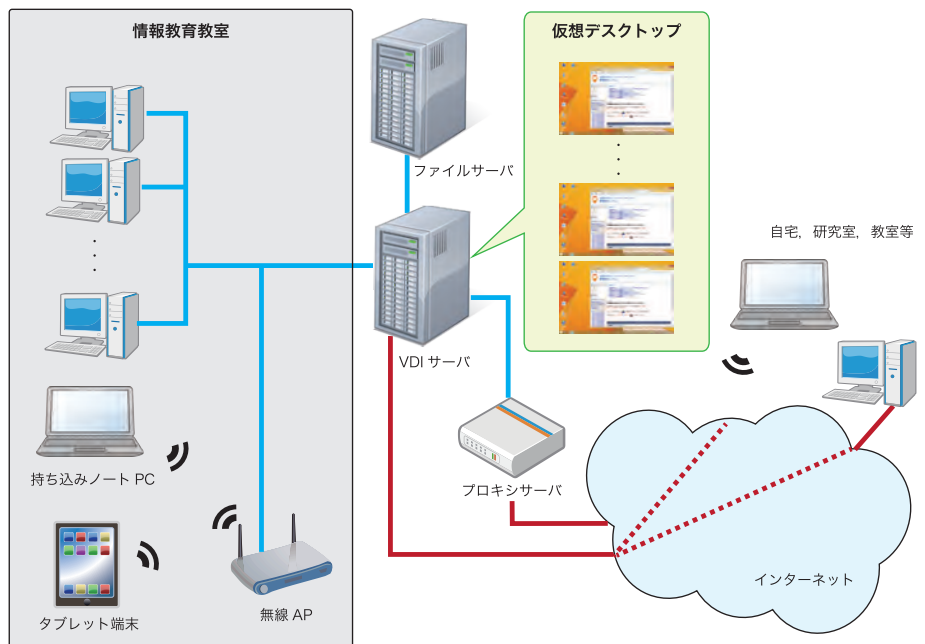 情報教育教室
仮想デスクトップ
ファイルサーバ
自宅，研究室，教室等
VDI サーバ
持ち込みノート PC
プロキシサーバ
インターネット
無線 AP
タブレット端末